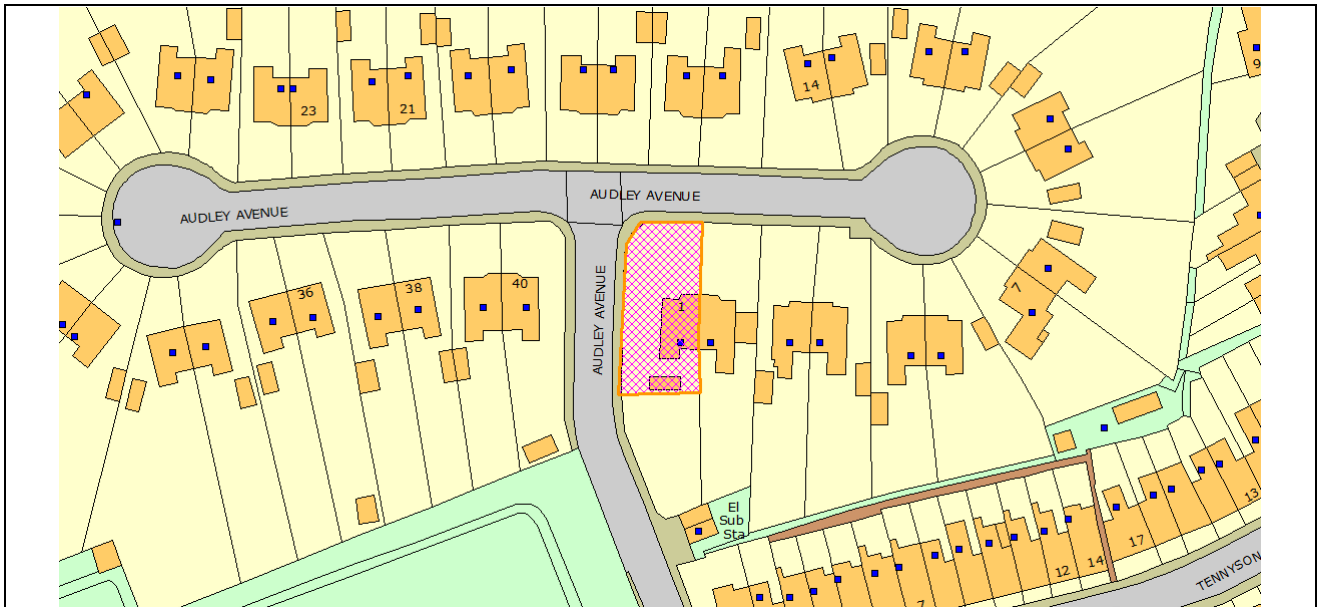 9
14
23
21
AUDLEY AVENUE
AUDLEY AVENUE
7
36
38
40
1
AUDLEY AVENUE
El
Sub
Sta
13
17
14
12
7
TENNYSON